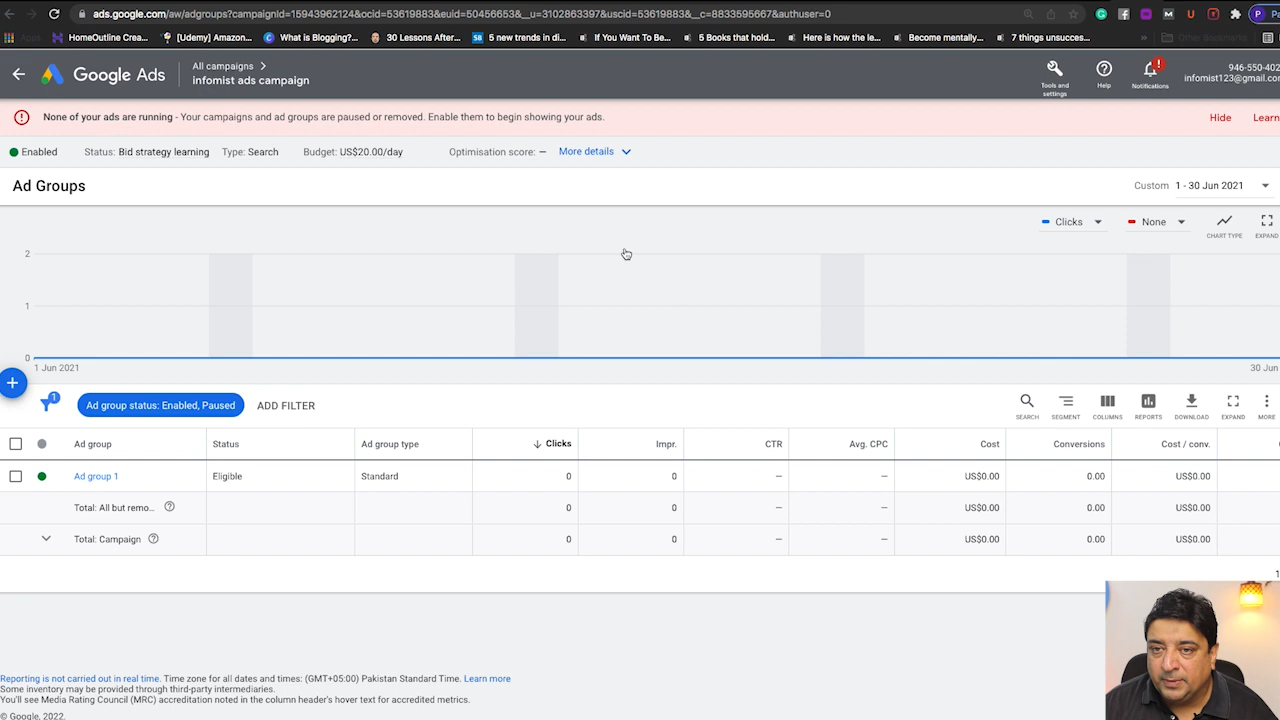 ads.google.com/aw/adgroups?campaignId=15943962124&ocid=53619883&euid=50456653&__u=3102863397&uscid=53619883&__c=8833595667&authuser=0
Apps HomeOutline Crea... [Udemy] Amazon... What is Blogging?... 30 Lessons After... 5 new trends in di... If You Want To Be... 5 Books that hold... Here is how the le... Become mentally... 7 things unsucces... » Other Bookmarks
Google Ads
All campaigns
infomist ads campaign
Tools and settings
Help
Notifications
946-550-402
infomist123@gmail.con
None of your ads are running - Your campaigns and ad groups are paused or removed. Enable them to begin showing your ads.
Hide Learn
Enabled Status: Bid strategy learning Type: Search Budget: US$20.00/day Optimisation score: — More details
Ad Groups
Custom 1 - 30 Jun 2021
Clicks None CHART TYPE EXPAND
2
1
0
1 Jun 2021 30 Jun
+
1 Ad group status: Enabled, Paused ADD FILTER
SEARCH SEGMENT COLUMNS REPORTS DOWNLOAD EXPAND MORE
Ad group Status Ad group type Clicks Impr. CTR Avg. CPC Cost Conversions Cost / conv.
Ad group 1 Eligible Standard 0 0 — — US$0.00 0.00 US$0.00
Total: All but remo... 0 0 — — US$0.00 0.00 US$0.00
Total: Campaign 0 0 — — US$0.00 0.00 US$0.00
1
Reporting is not carried out in real time. Time zone for all dates and times: (GMT+05:00) Pakistan Standard Time. Learn more
Some inventory may be provided through third-party intermediaries.
You'll see Media Rating Council (MRC) accreditation noted in the column header's hover text for accredited metrics.
© Google, 2022.